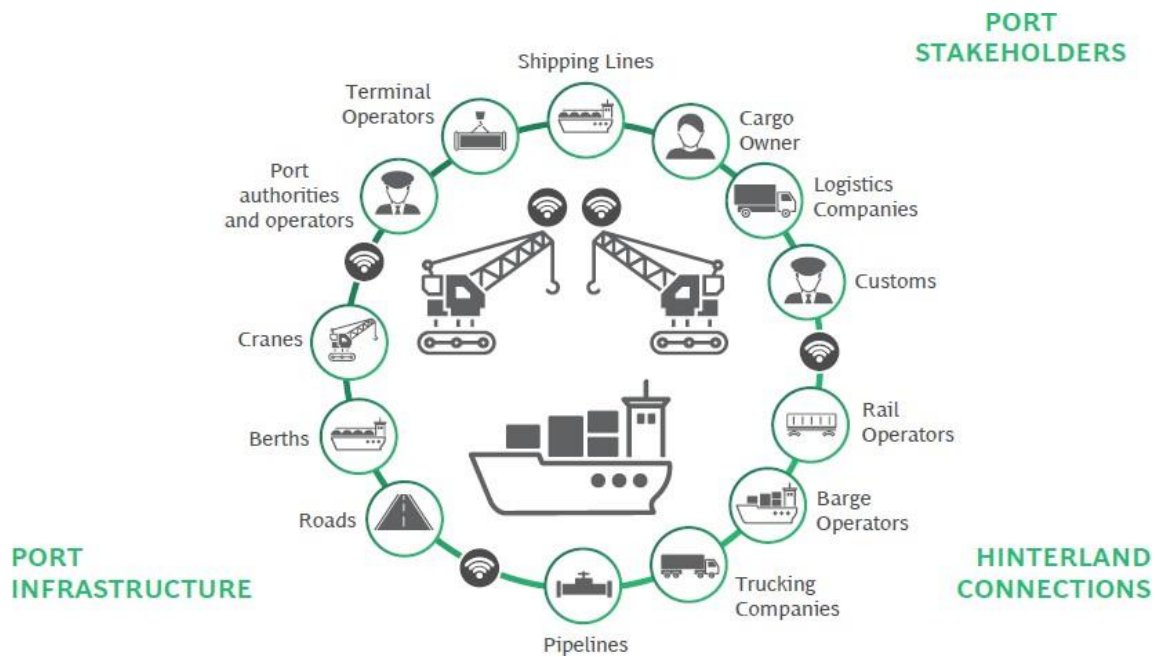 PORT
STAKEHOLDERS
Shipping Lines
Terminal
Operators
Cargo
Owner
Port
authorities
and operators
Logistics
Companies
Customs
Cranes
Rail
Operators
Berths
Barge
Operators
Roads
PORT
INFRASTRUCTURE
HINTERLAND
CONNECTIONS
Trucking
Companies
Pipelines